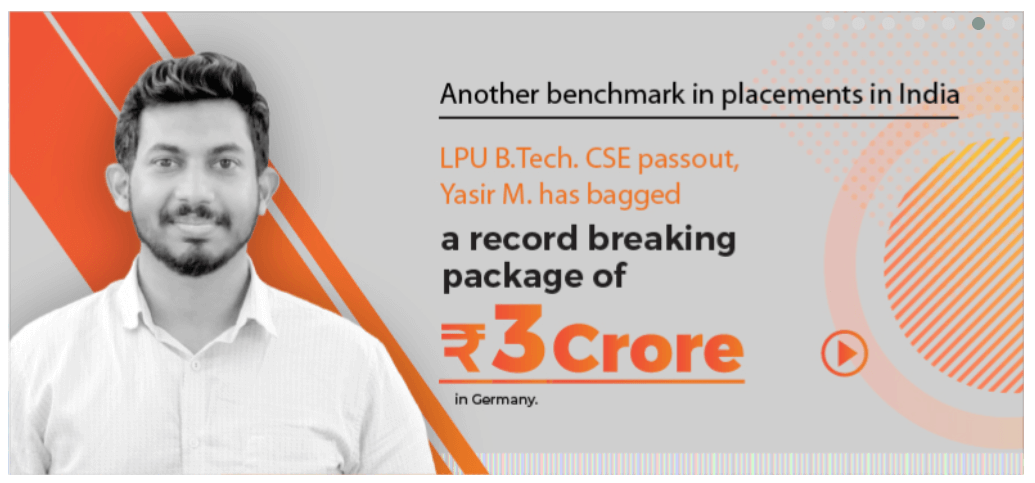 Another benchmark in placements in India
LPU B.Tech. CSE passout,
Yasir M. has bagged
a record breaking
package of
₹3 Crore
in Germany.